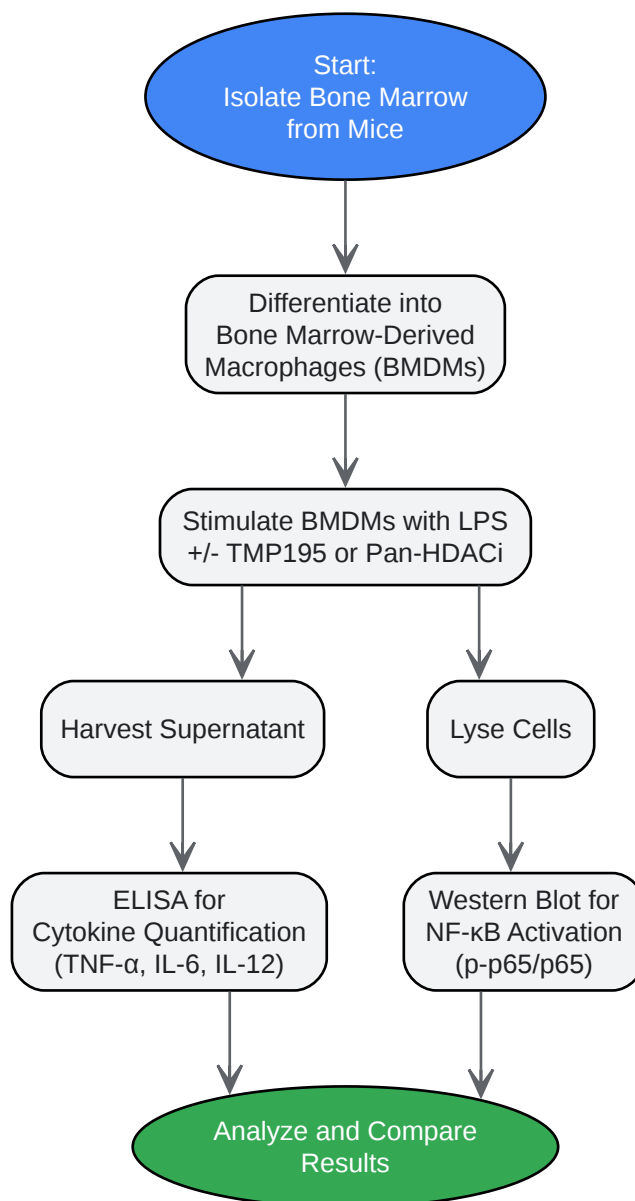 Start:
Isolate Bone Marrow
from Mice
Differentiate into
Bone Marrow-Derived
Macrophages (BMDMs)
Stimulate BMDMs with LPS
+/- TMP195 or Pan-HDACi
Harvest Supernatant
Lyse Cells
ELISA for
Cytokine Quantification
(TNF-α, IL-6, IL-12)
Western Blot for
NF-κB Activation
(p-p65/p65)
Analyze and Compare
Results